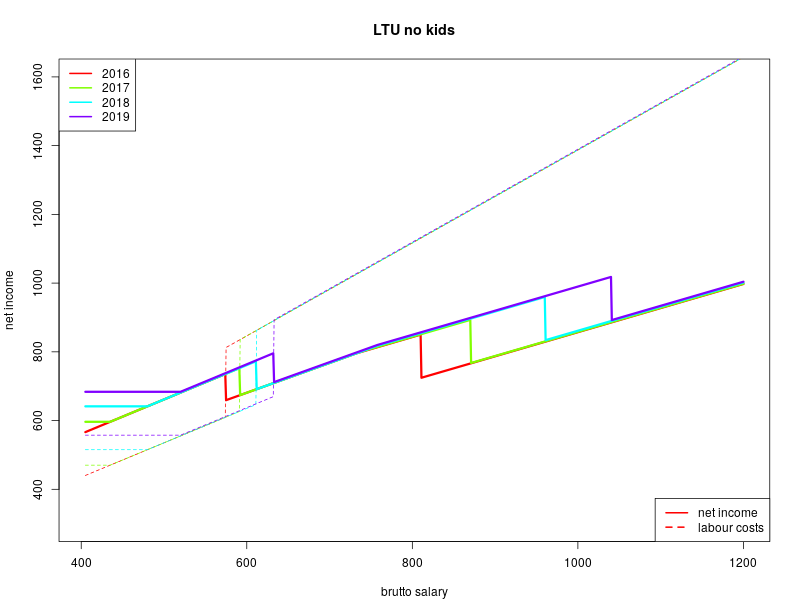 LTU no kids
2016
2017
2018
2019
1600
1400
1200
1000
800
600
400
net income
net income
labour costs
400 600 800 1000 1200
brutto salary